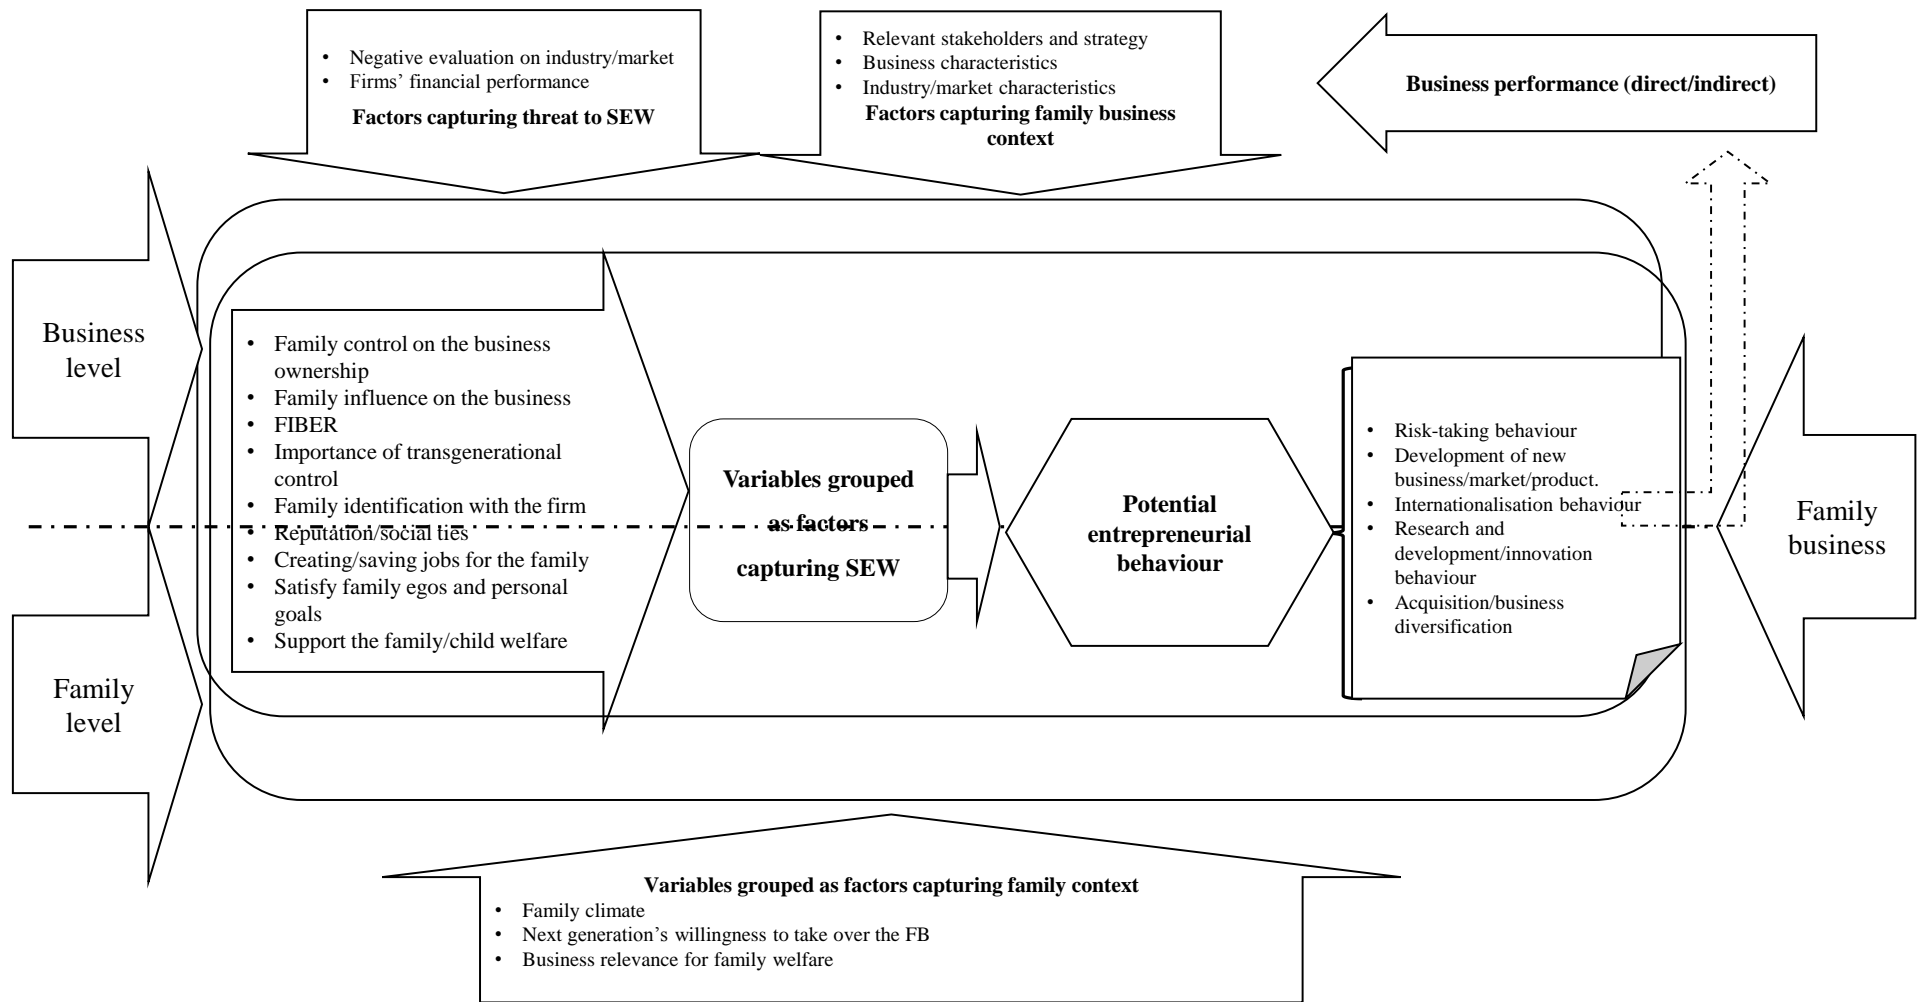 • Negative evaluation on industry/market
• Firms' financial performance
Factors capturing threat to SEW
• Relevant stakeholders and strategy
• Business characteristics
• Industry/market characteristics
Factors capturing family business
context
Business performance (direct/indirect)
Business
level
Family
level
• Family control on the business
ownership
• Family influence on the business
• FIBER
• Importance of transgenerational
control
• Family identification with the firm
• Reputation/social ties
• Creating/saving jobs for the family
• Satisfy family egos and personal
goals
• Support the family/child welfare
Variables grouped
as factors
capturing SEW
Potential
entrepreneurial
behaviour
• Risk-taking behaviour
• Development of new
business/market/product.
• Internationalisation behaviour
• Research and
development/innovation
behaviour
• Acquisition/business
diversification
Family
business
Variables grouped as factors capturing family context
• Family climate
• Next generation's willingness to take over the FB
• Business relevance for family welfare